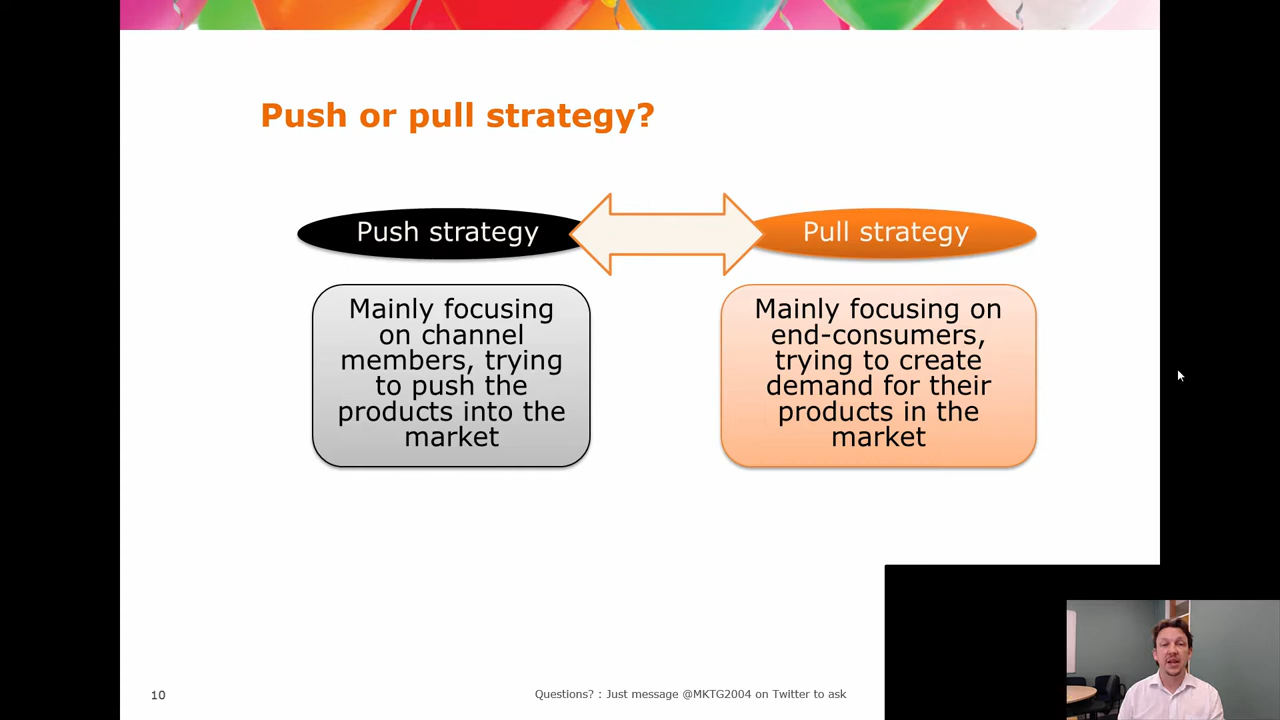 Push or pull strategy?
Push strategy
Pull strategy
Mainly focusing
on channel
members, trying
to push the
products into the
market
Mainly focusing on
end-consumers,
trying to create
demand for their
products in the
market
10
Questions? : Just message @MKTG2004 on Twitter to ask